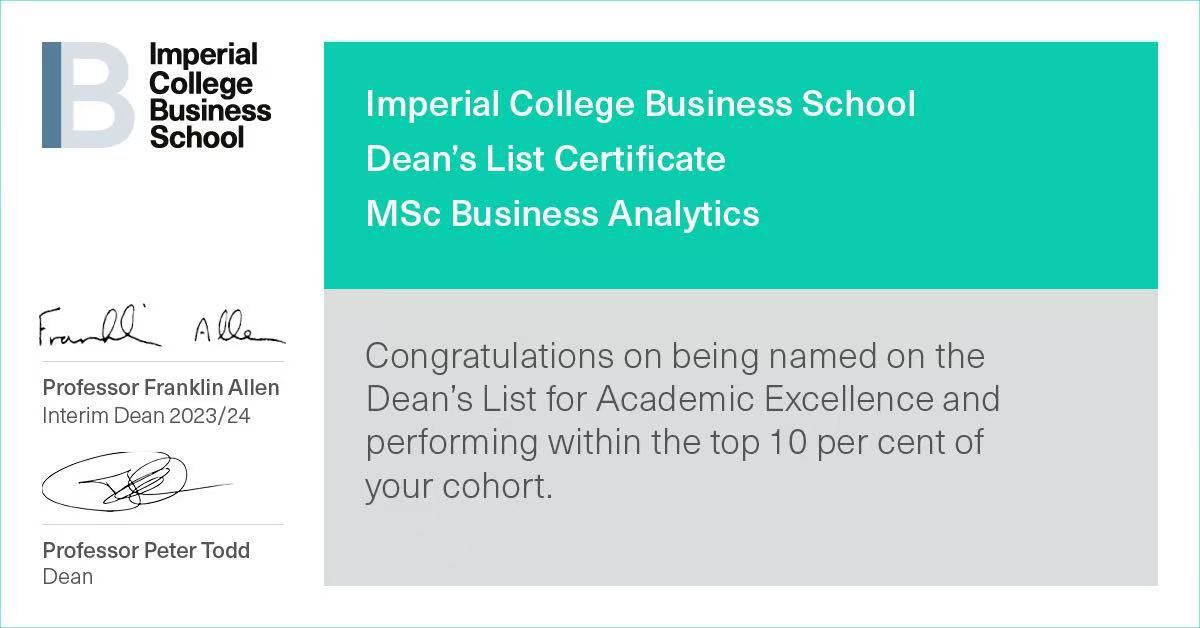 Imperial
College
Business
School
Imperial College Business School
Dean’s List Certificate
MSc Business Analytics
Franklin Allen
Professor Franklin Allen
Interim Dean 2023/24
Professor Peter Todd
Dean
Congratulations on being named on the
Dean’s List for Academic Excellence and
performing within the top 10 per cent of
your cohort.